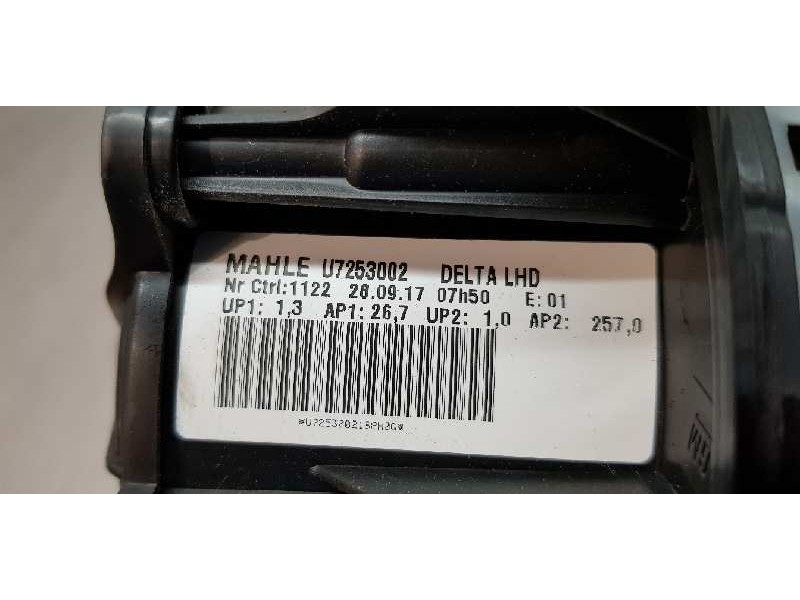 MAHLE U7253002 DELTA LHD
Nr Ctrl:1122 28.09.17 07h50 E: 01
UP1: 1,3 AP1: 26,7 UP2: 1,0 AP2: 257,0